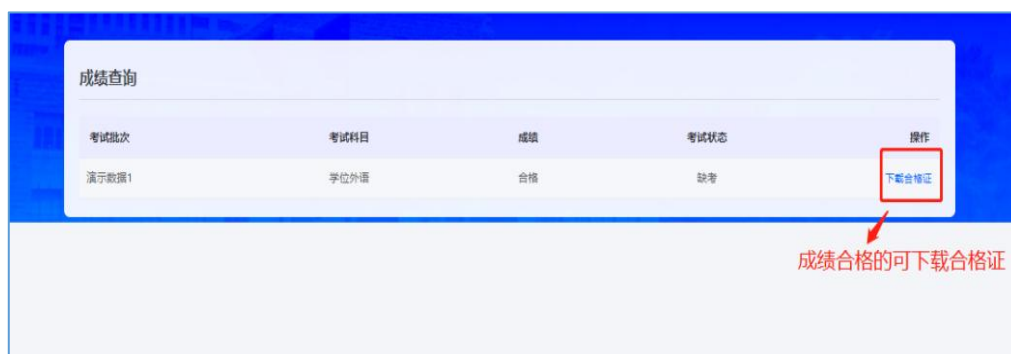 成绩查询
考试批次 考试科目 成绩 考试状态 操作
演示数据1 学位外语 合格 缺考 下载合格证
成绩合格的可下载合格证